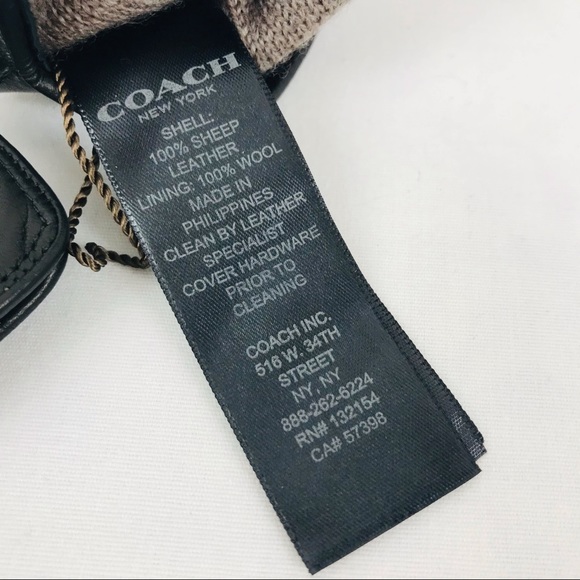 COACH
NEW YORK
SHELL:
100% SHEEP
LEATHER
LINING: 100% WOOL
MADE IN
PHILIPPINES
CLEAN BY LEATHER
SPECIALIST
COVER HARDWARE
PRIOR TO
CLEANING
COACH INC.
516 W. 34TH
STREET
NY, NY
888-262-6224
RN# 132154
CA# 57398